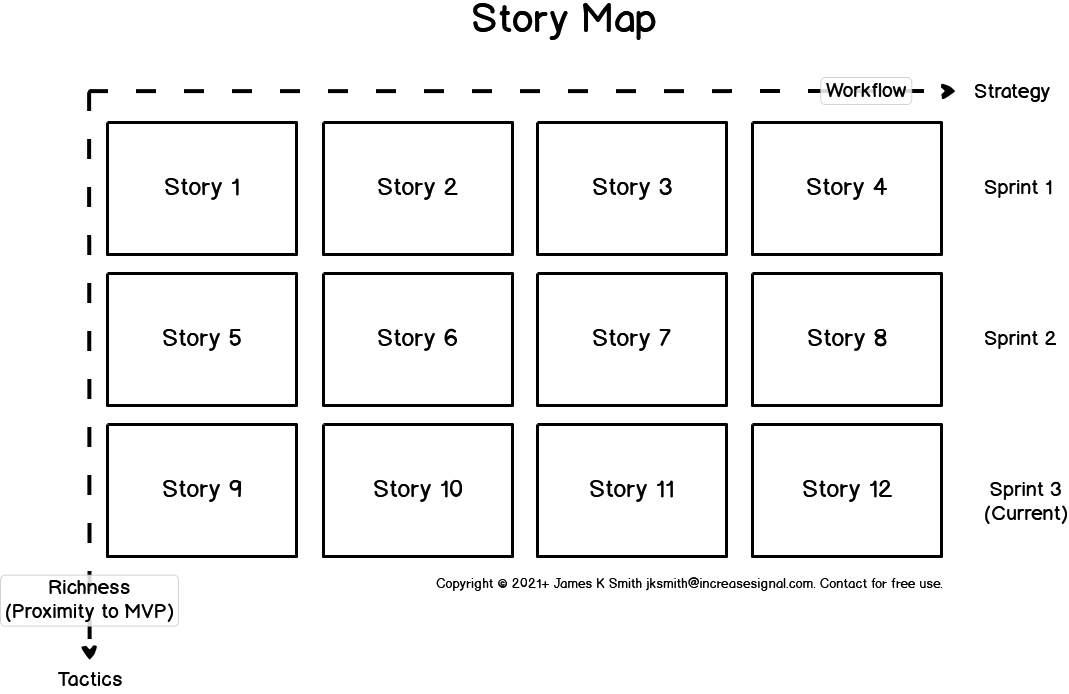 Story Map
Workflow
Strategy
Story 1
Story 2
Story 3
Story 4
Sprint 1
Story 5
Story 6
Story 7
Story 8
Sprint 2
Story 9
Story 10
Story 11
Story 12
Sprint 3
(Current)
Richness
(Proximity to MVP)
Copyright © 2021+ James K Smith jksmith@increasesignal.com. Contact for free use.
Tactics